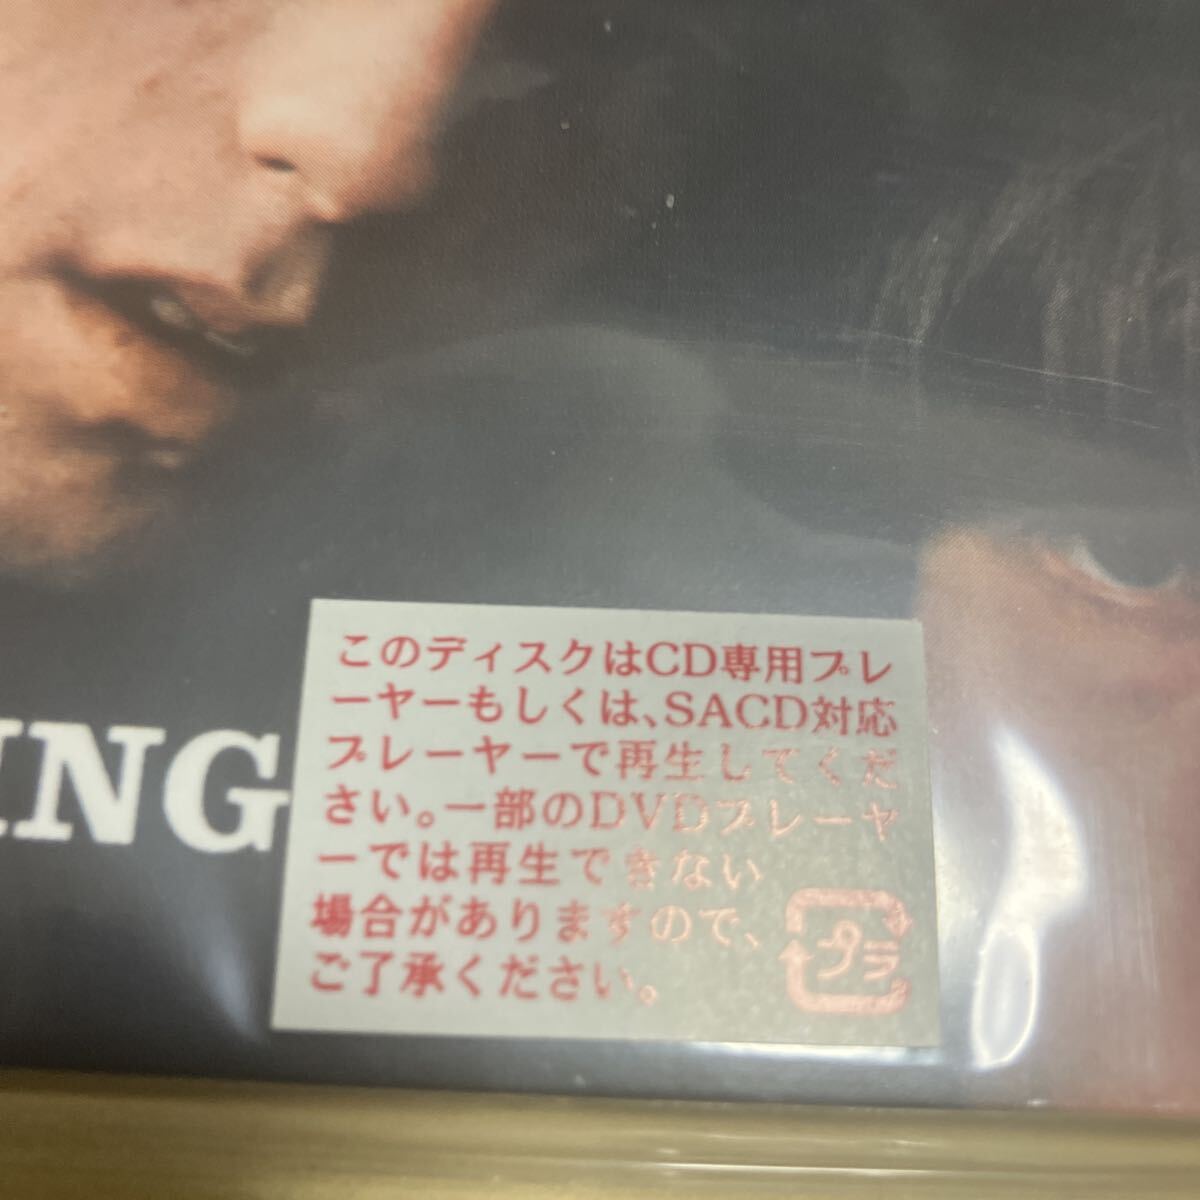 ING
このディスクはCD専用プレ
ーヤーもしくは、SACD対応
プレーヤーで再生してくだ
さい。一部のDVDプレーヤ
ーでは再生できない
場合がありますので、
ご了承ください。
プラ